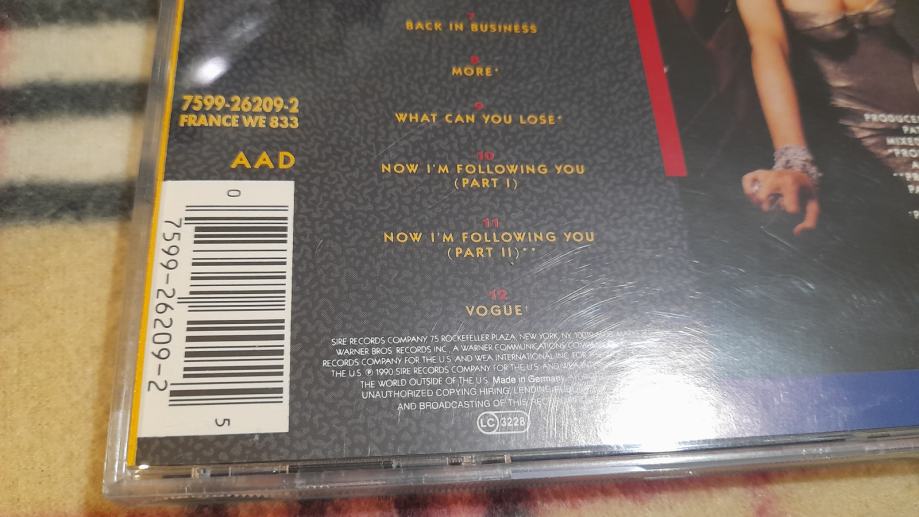 7
BACK IN BUSINESS
8
MORE*
9
WHAT CAN YOU LOSE*
10
NOW I'M FOLLOWING YOU
(PART I)
11
NOW I'M FOLLOWING YOU
(PART II)**
12
VOGUE†
7599-26209-2
FRANCE WE 833
AAD
0
7599-26209-2
5
SIRE RECORDS COMPANY 75 ROCKEFELLER PLAZA, NEW YORK, NY
WARNER BROS. RECORDS INC., A WARNER COMMUNICATIONS
RECORDS COMPANY FOR THE U.S. AND WEA INTERNATIONAL INC. FOR
THE U.S. ℗ 1990 SIRE RECORDS COMPANY FOR THE U.S. AND WEA
THE WORLD OUTSIDE OF THE U.S. Made in Germany
UNAUTHORIZED COPYING HIRING, LENDING
AND BROADCASTING OF THIS
LC 3228
MIXED